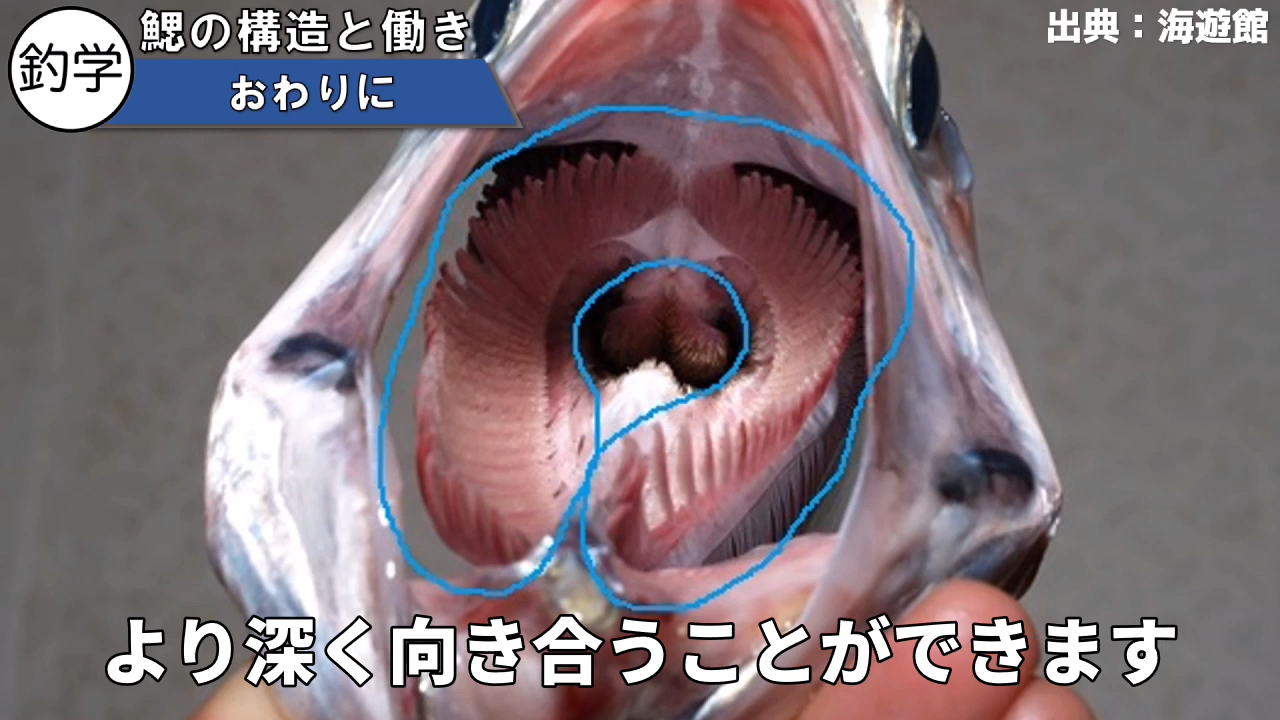 釣学
鰓の構造と働き
おわりに
出典：海遊館
より深く向き合うことができます